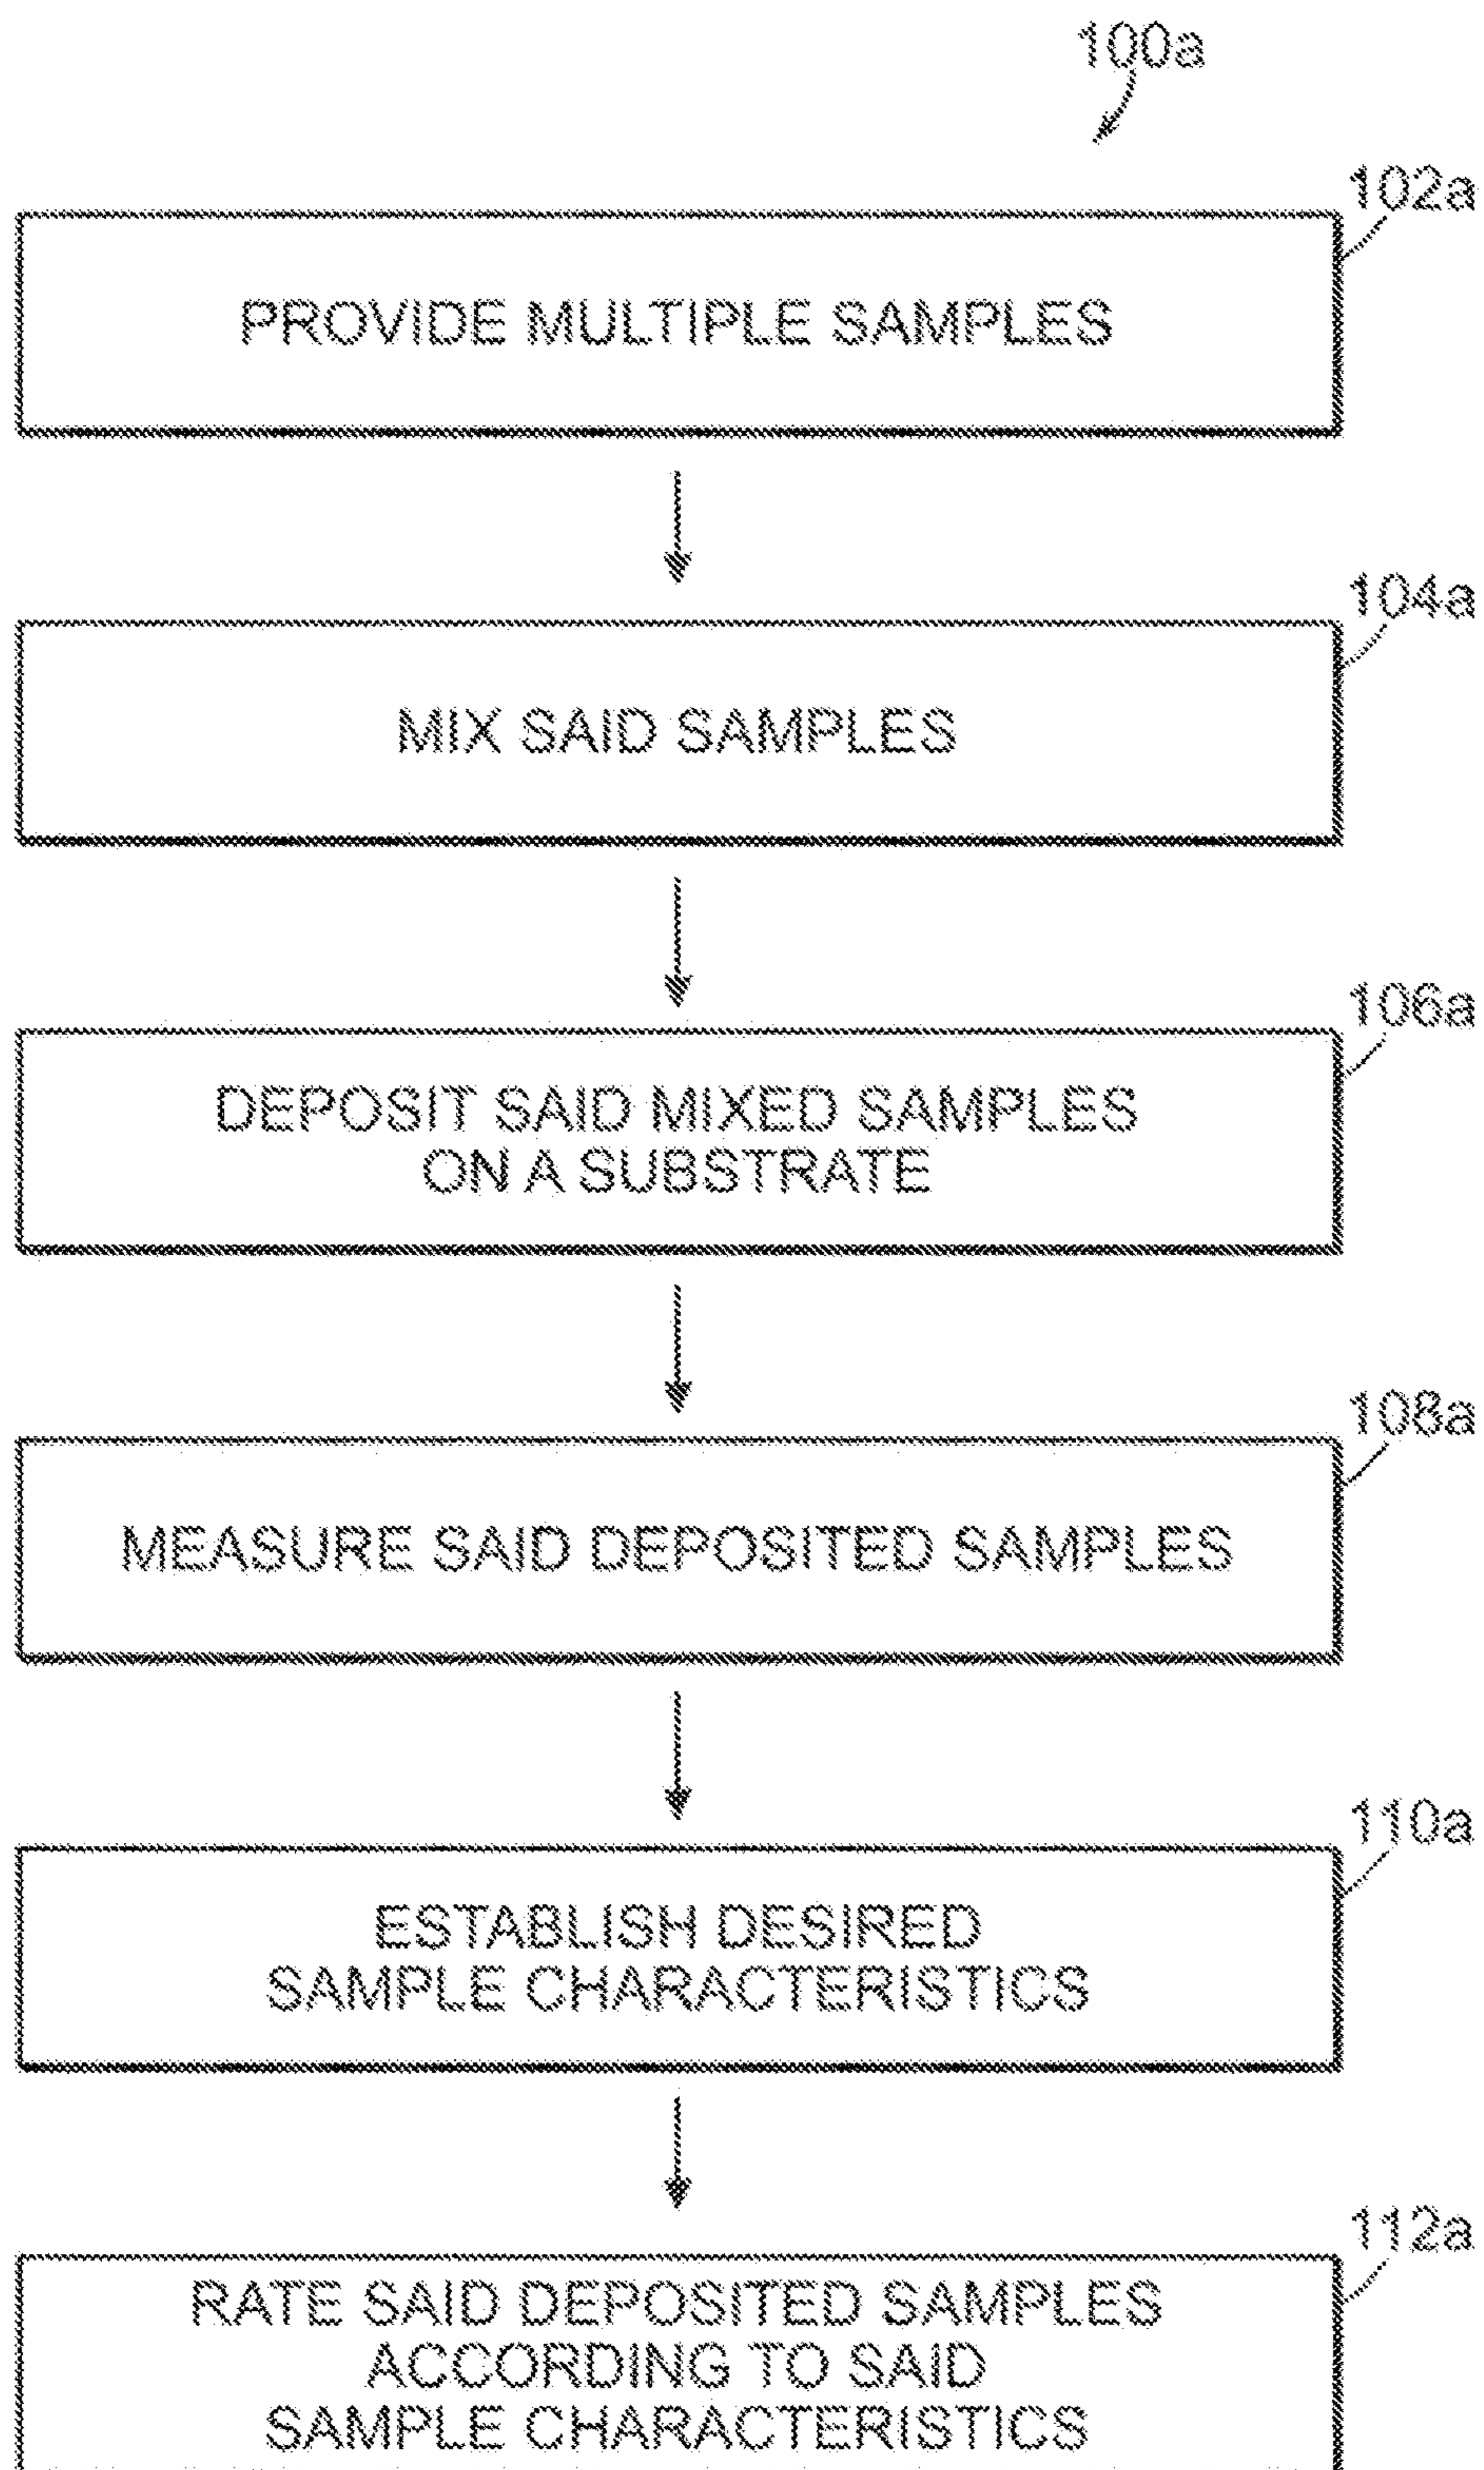 100a
102a
PROVIDE MULTIPLE SAMPLES
104a
MIX SAID SAMPLES
106a
DEPOSIT SAID MIXED SAMPLES
ON A SUBSTRATE
108a
MEASURE SAID DEPOSITED SAMPLES
110a
ESTABLISH DESIRED
SAMPLE CHARACTERISTICS
112a
RATE SAID DEPOSITED SAMPLES
ACCORDING TO SAID
SAMPLE CHARACTERISTICS